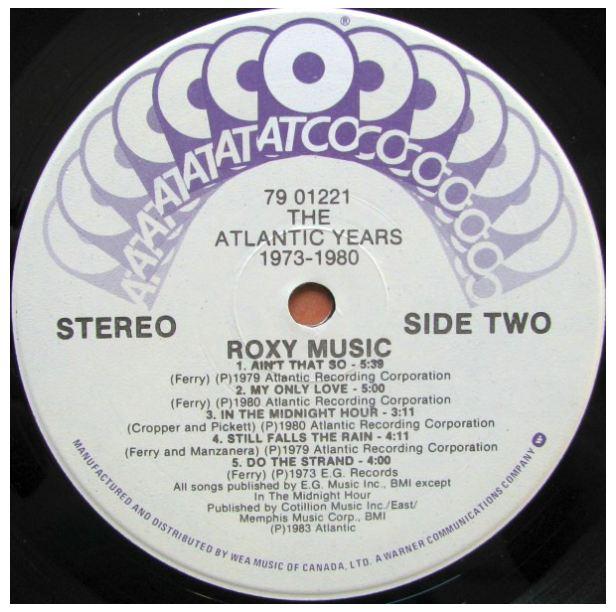 ®
ATATATATATATCOCOCOCOCOCO
79 01221
THE
ATLANTIC YEARS
1973-1980
STEREO
SIDE TWO
ROXY MUSIC
1. AIN'T THAT SO - 5:39
(Ferry) (P)1979 Atlantic Recording Corporation
2. MY ONLY LOVE - 5:00
(Ferry) (P)1980 Atlantic Recording Corporation
3. IN THE MIDNIGHT HOUR - 3:11
(Cropper and Pickett) (P)1980 Atlantic Recording Corporation
4. STILL FALLS THE RAIN - 4:11
(Ferry and Manzanera) (P)1979 Atlantic Recording Corporation
5. DO THE STRAND - 4:00
(Ferry) (P)1973 E.G. Records
All songs published by E.G. Music Inc., BMI except
In The Midnight Hour
Published by Cotillion Music Inc./East/
Memphis Music Corp., BMI
(P)1983 Atlantic
MANUFACTURED AND DISTRIBUTED BY WEA MUSIC OF CANADA, LTD. A WARNER COMMUNICATIONS COMPANY